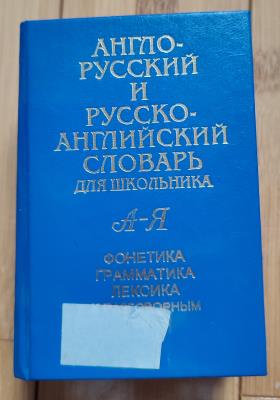 АНГЛО-
РУССКИЙ
И
РУССКО-
АНГЛИЙСКИЙ
СЛОВАРЬ
ДЛЯ ШКОЛЬНИКА
А-Я
ФОНЕТИКА
ГРАММАТИКА
ЛЕКСИКА